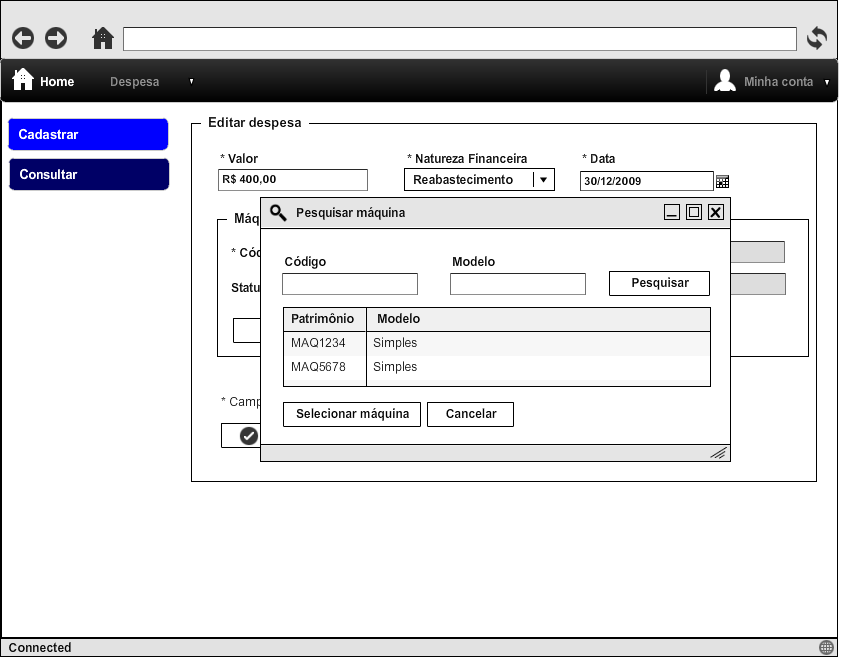 Home Despesa Minha conta
Cadastrar
Consultar
Editar despesa
* Valor * Natureza Financeira * Data
R$ 400,00 Reabastecimento 30/12/2009
Máq
* Cód
Statu
* Camp
Pesquisar máquina
Código Modelo
Pesquisar
Patrimônio Modelo
MAQ1234 Simples
MAQ5678 Simples
Selecionar máquina Cancelar
Connected